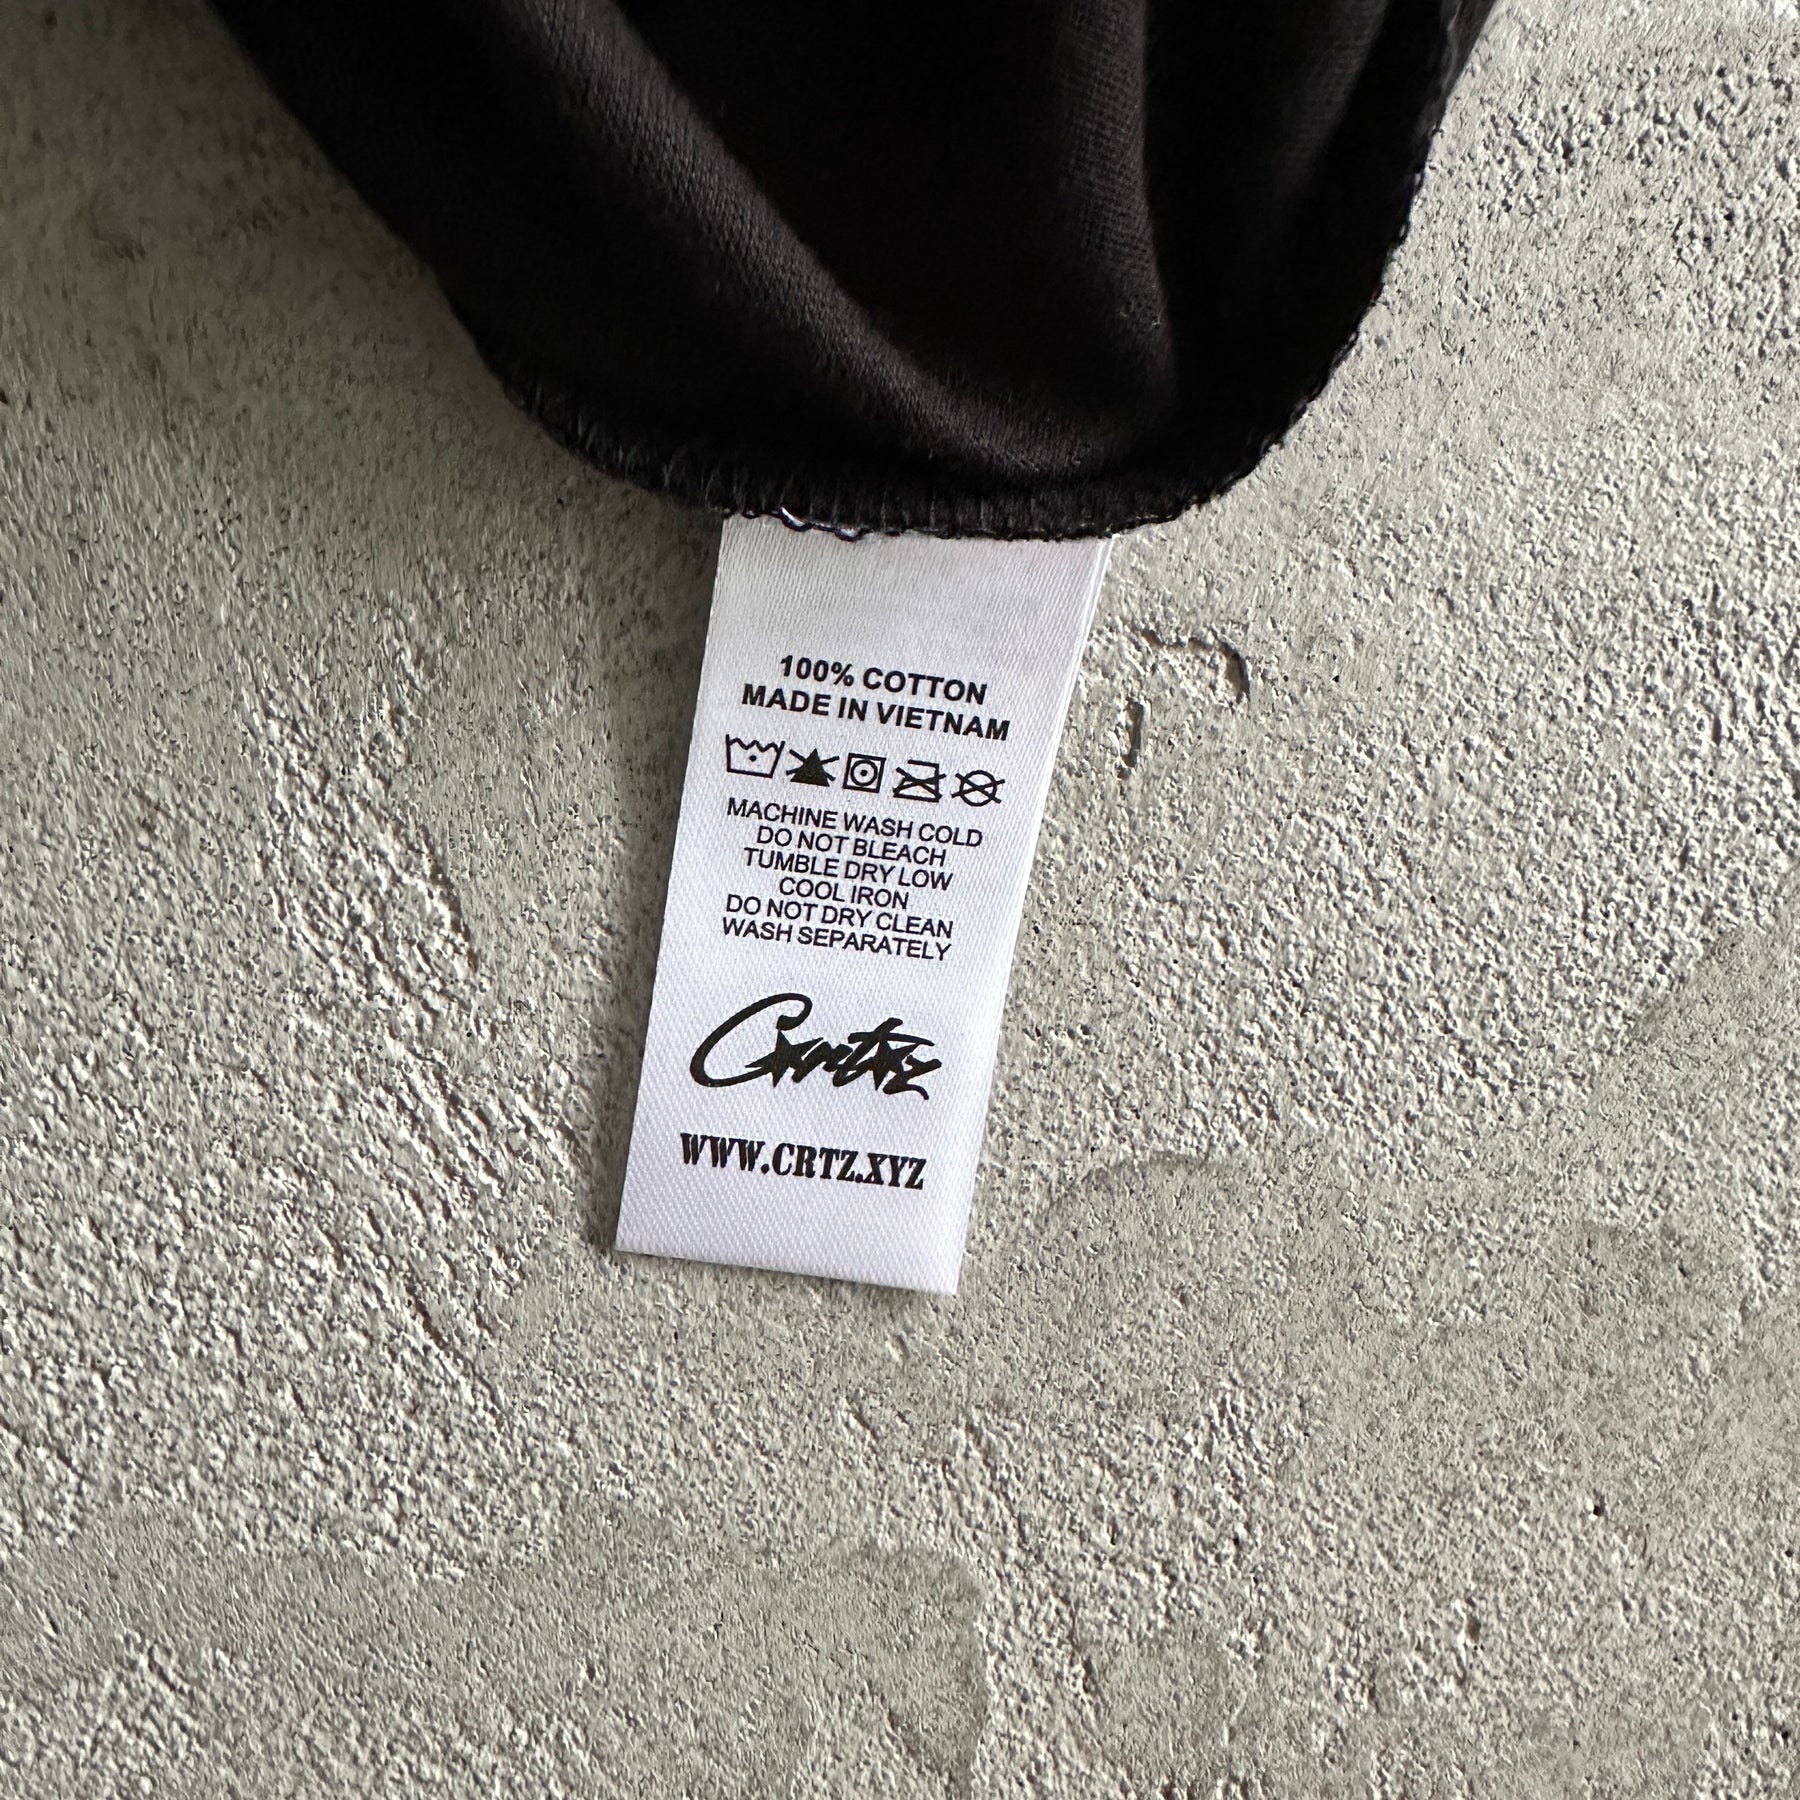 100% COTTON
MADE IN VIETNAM
MACHINE WASH COLD
DO NOT BLEACH
TUMBLE DRY LOW
COOL IRON
DO NOT DRY CLEAN
WASH SEPARATELY
Crtz
WWW.CRTZ.XYZ